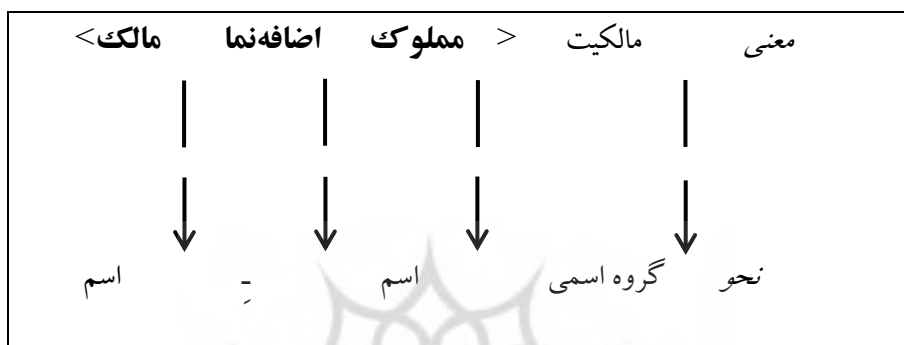 معنی مالکیت < مملوک اضافه‌نما مالک>
نحو گروه اسمی اسم ـِ اسم